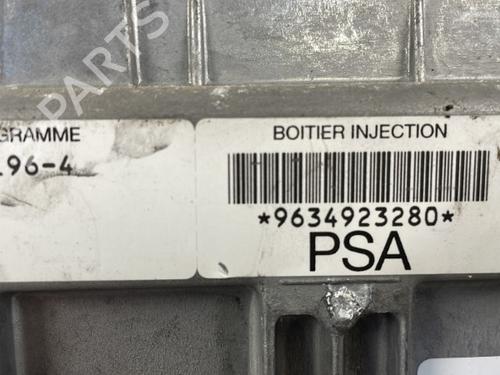 GRAMME
.96-4
BOITIER INJECTION
*9634923280*
PSA
PARTS